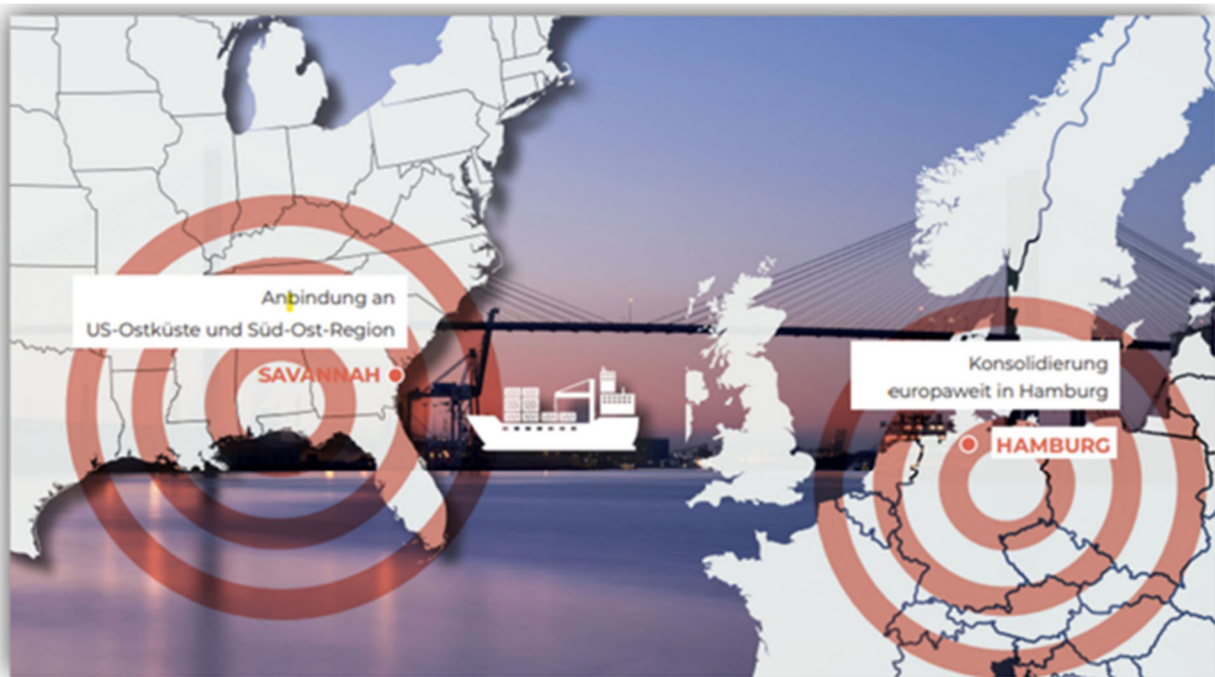 Anbindung an
US-Ostküste und Süd-Ost-Region
SAVANNAH
Konsolidierung
europaweit in Hamburg
HAMBURG